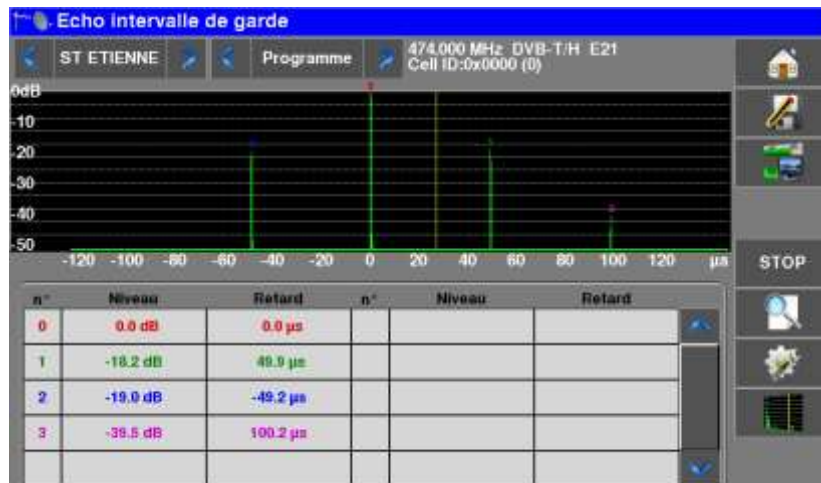 Echo intervalle de garde
ST ETIENNE Programme 474.000 MHz DVB-T/H E21
Cell ID:0x0000 (0)
0dB
-10
-20
-30
-40
-50
-120 -100 -80 -60 -40 -20 0 20 40 60 80 100 120 µs
STOP
n° Niveau Retard n° Niveau Retard
0 0.0 dB 0.0 µs
1 -18.2 dB 49.9 µs
2 -19.0 dB -49.2 µs
3 -39.5 dB 100.2 µs